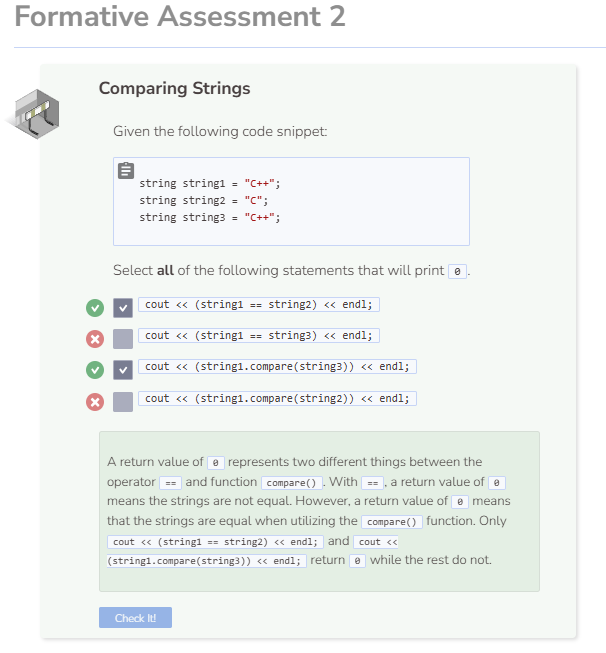 Formative Assessment 2
Comparing Strings
Given the following code snippet:
string string1 = "C++";
string string2 = "C";
string string3 = "C++";
Select all of the following statements that will print 0.
cout << (string1 == string2) << endl;
cout << (string1 == string3) << endl;
cout << (string1.compare(string3)) << endl;
cout << (string1.compare(string2)) << endl;
A return value of 0 represents two different things between the
operator == and function compare(). With ==, a return value of 0
means the strings are not equal. However, a return value of 0 means
that the strings are equal when utilizing the compare() function. Only
cout << (string1 == string2) << endl; and cout <<
(string1.compare(string3)) << endl; return 0 while the rest do not.
Check It!